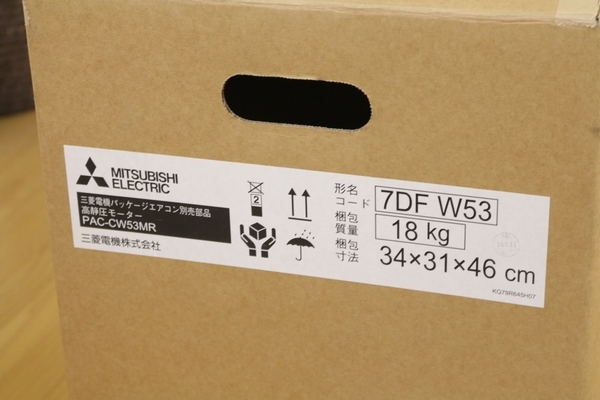 MITSUBISHI
ELECTRIC
三菱電機パッケージエアコン別売部品
高静圧モーター
PAC-CW53MR
三菱電機株式会社
2
形名
コード
7DF W53
梱包
質量
18 kg
梱包
寸法
34×31×46 cm
KQ79R645H57